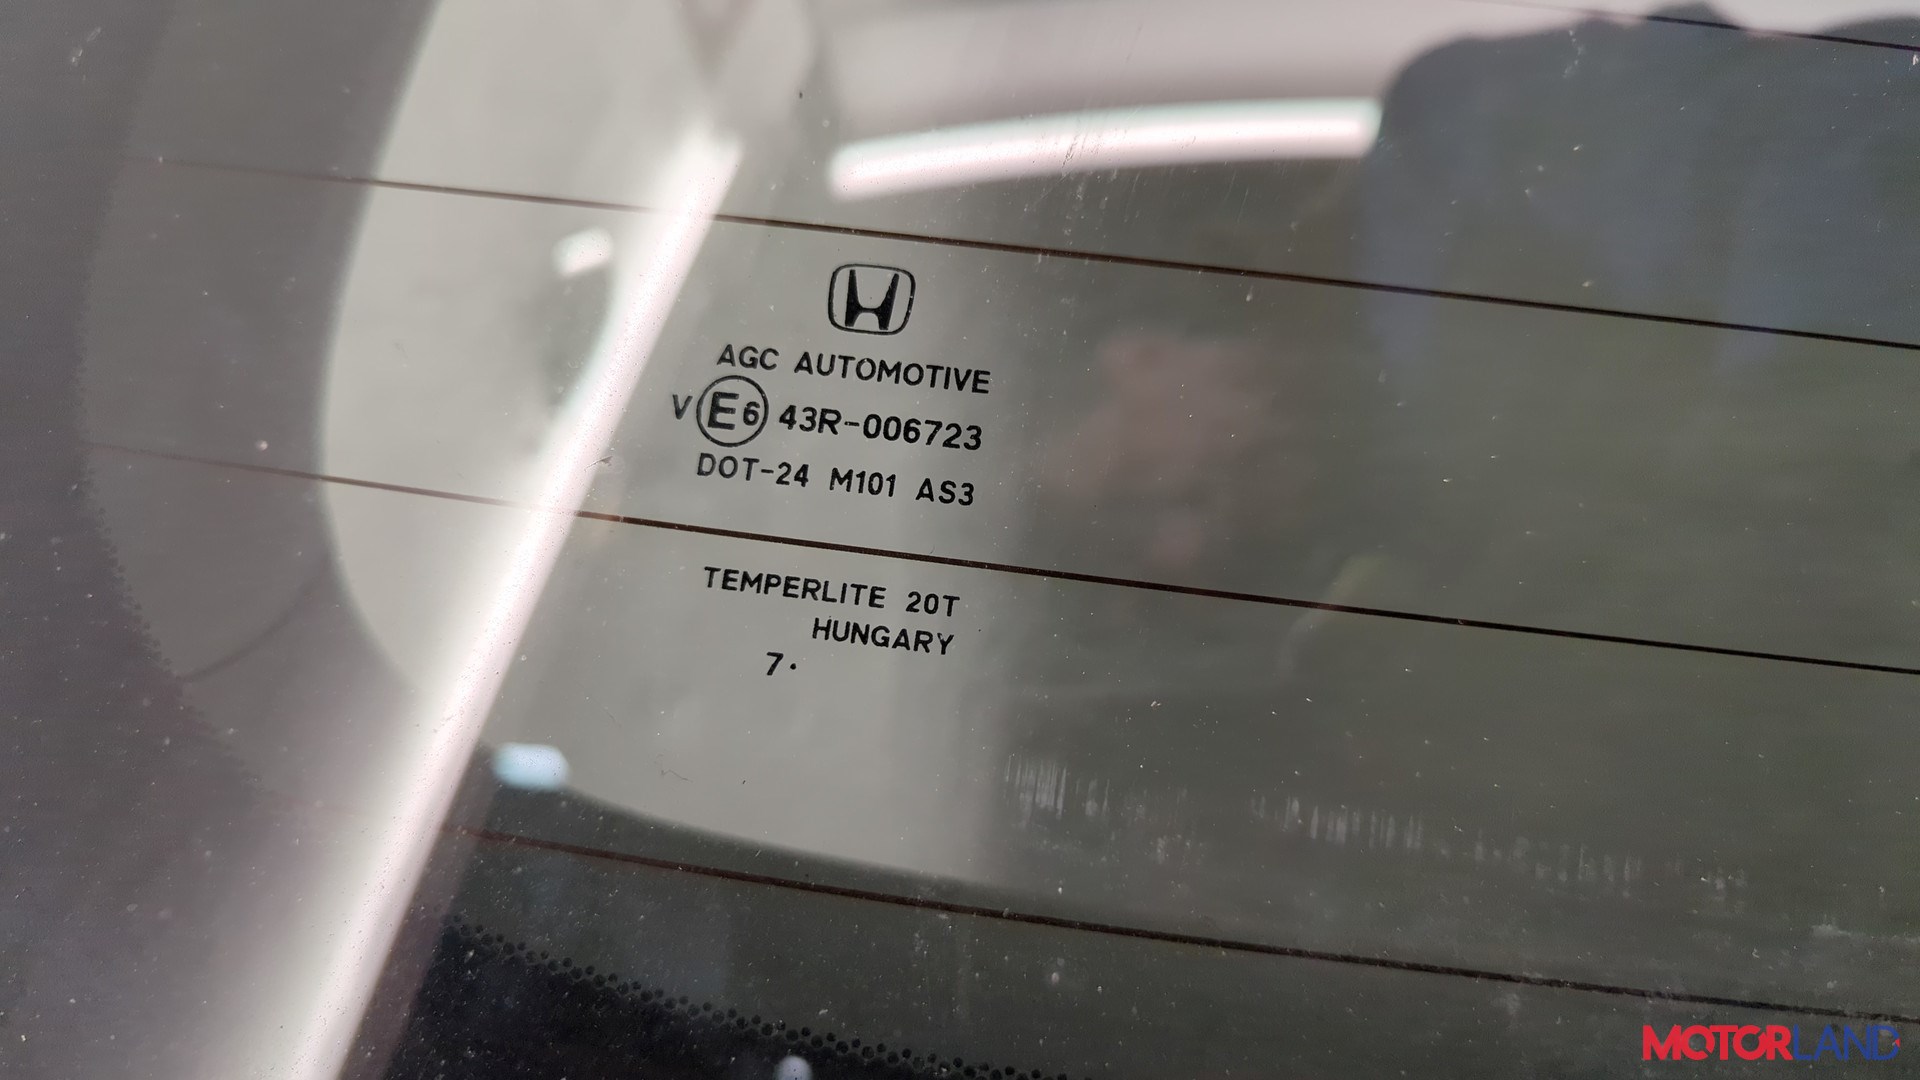 AGC AUTOMOTIVE
V E6 43R-006723
DOT-24 M101 AS3
TEMPERLITE 20T
HUNGARY
7·
MOTORLAND